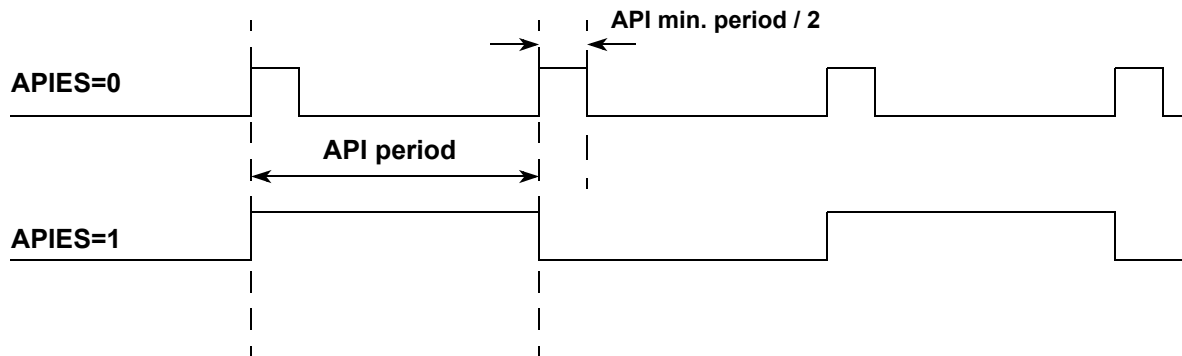 API min. period / 2
APIES=0
API period
APIES=1